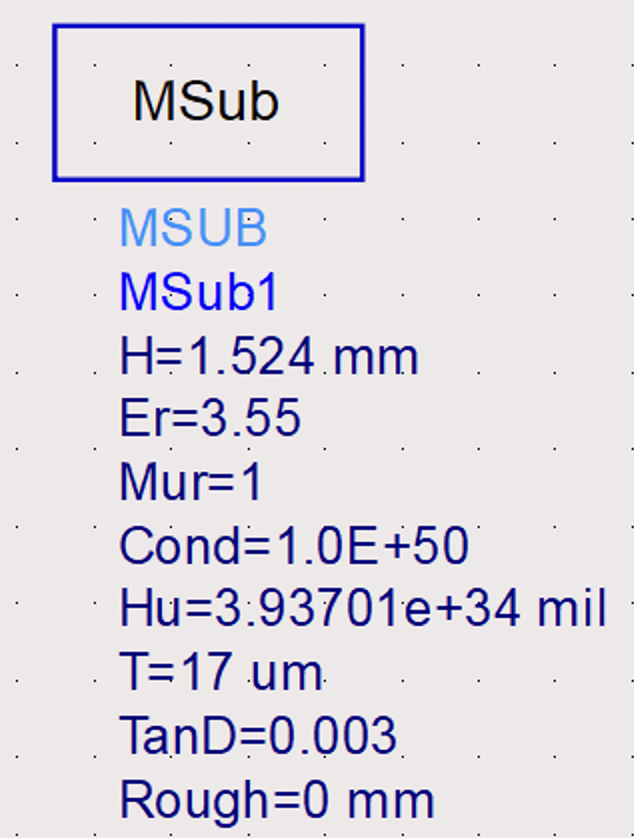 MSub
MSUB
MSub1
H=1.524 mm
Er=3.55
Mur=1
Cond=1.0E+50
Hu=3.93701e+34 mil
T=17 um
TanD=0.003
Rough=0 mm